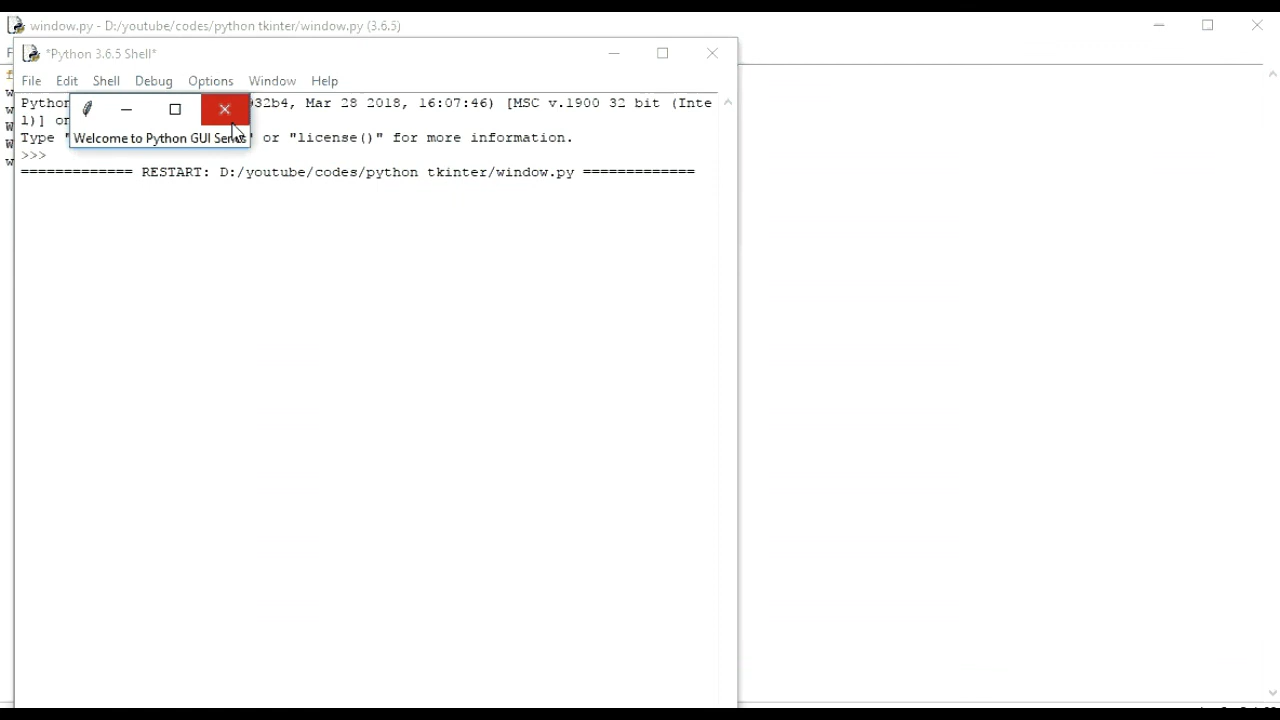 window.py - D:/youtube/codes/python tkinter/window.py (3.6.5)
*Python 3.6.5 Shell*
File Edit Shell Debug Options Window Help
Python 932b4, Mar 28 2018, 16:07:46) [MSC v.1900 32 bit (Inte
l)] on
Type " " or "license()" for more information.
Welcome to Python GUI Series
>>>
============= RESTART: D:/youtube/codes/python tkinter/window.py =============